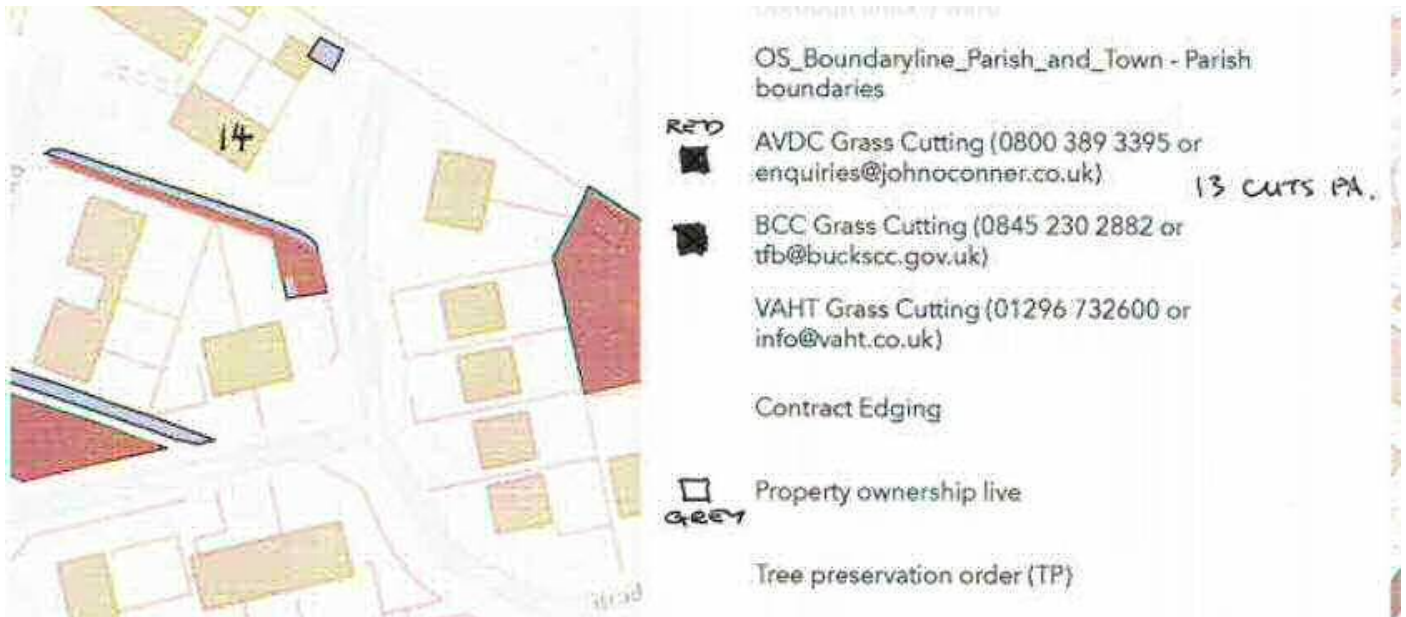 OS_Boundaryline_Parish_and_Town - Parish
boundaries
RED
AVDC Grass Cutting (0800 389 3395 or
enquiries@johnoconner.co.uk)
13 CUTS PA.
BCC Grass Cutting (0845 230 2882 or
tfb@buckscc.gov.uk)
VAHT Grass Cutting (01296 732600 or
info@vaht.co.uk)
Contract Edging
Property ownership live
GREY
Tree preservation order (TP)
14